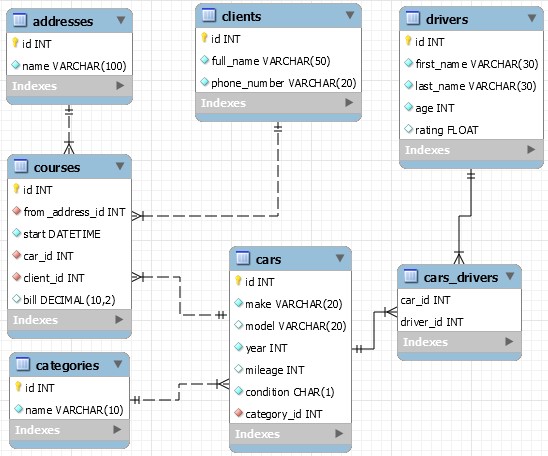 addresses
id INT
name VARCHAR(100)
Indexes
clients
id INT
full_name VARCHAR(50)
phone_number VARCHAR(20)
Indexes
drivers
id INT
first_name VARCHAR(30)
last_name VARCHAR(30)
age INT
rating FLOAT
Indexes
courses
id INT
from_address_id INT
start DATETIME
car_id INT
client_id INT
bill DECIMAL(10,2)
Indexes
cars
id INT
make VARCHAR(20)
model VARCHAR(20)
year INT
mileage INT
condition CHAR(1)
category_id INT
Indexes
cars_drivers
car_id INT
driver_id INT
Indexes
categories
id INT
name VARCHAR(10)
Indexes